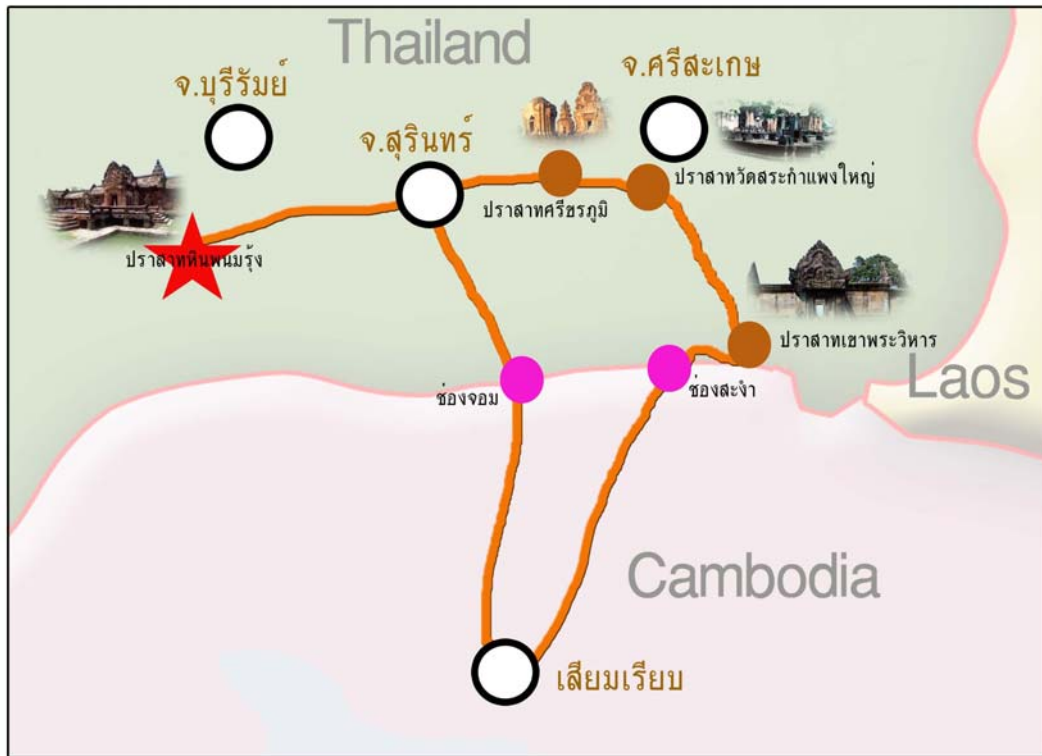 Thailand
จ.บุรีรัมย์
จ.ศรีสะเกษ
จ.สุรินทร์
ปราสาทวัดสระกำแพงใหญ่
ปราสาทศรีขรภูมิ
ปราสาทหินพนมรุ้ง
ปราสาทเขาพระวิหาร
Laos
ช่องจอม
ช่องสะงำ
Cambodia
เสียมเรียบ